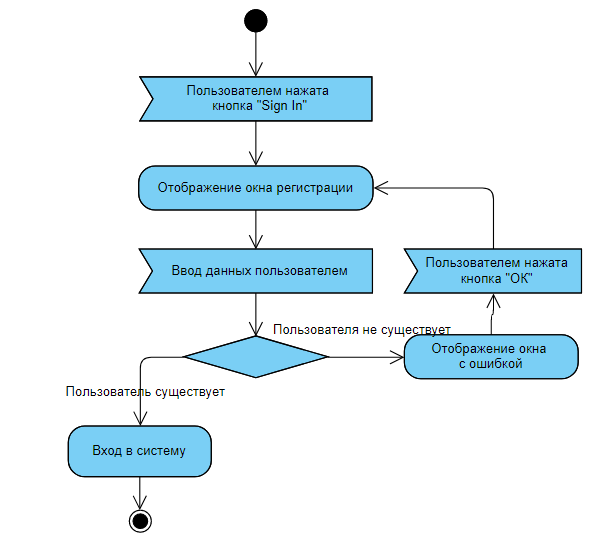 Пользователем нажата
кнопка "Sign In"
Отображение окна регистрации
Ввод данных пользователем
Пользователем нажата
кнопка "ОК"
Пользователя не существует
Отображение окна
с ошибкой
Пользователь существует
Вход в систему